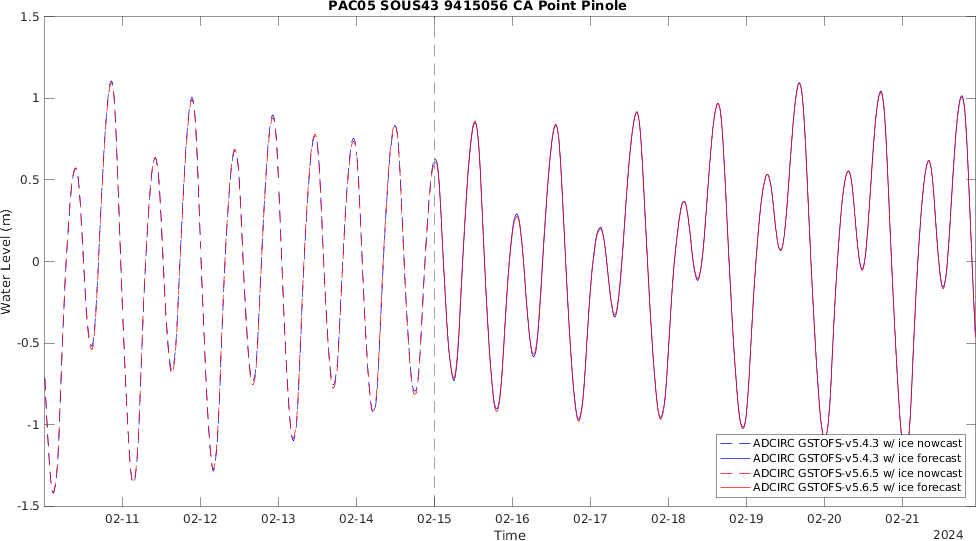 PAC05 SOUS43 9415056 CA Point Pinole
1.5
1
0.5
0
-0.5
-1
-1.5
Water Level (m)
02-11 02-12 02-13 02-14 02-15 02-16 02-17 02-18 02-19 02-20 02-21
Time
2024
ADCIRC GSTOFS-v5.4.3 w/ ice nowcast
ADCIRC GSTOFS-v5.4.3 w/ ice forecast
ADCIRC GSTOFS-v5.6.5 w/ ice nowcast
ADCIRC GSTOFS-v5.6.5 w/ ice forecast